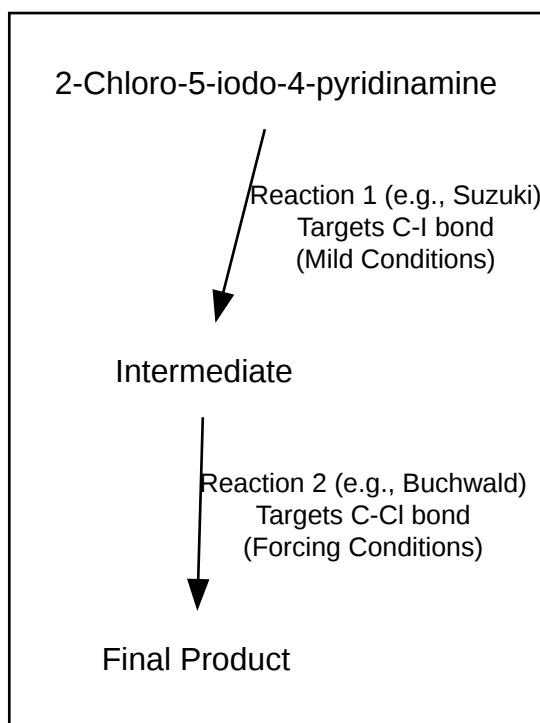 2-Chloro-5-iodo-4-pyridinamine
Reaction 1 (e.g., Suzuki)
Targets C-I bond
(Mild Conditions)
Intermediate
Reaction 2 (e.g., Buchwald)
Targets C-Cl bond
(Forcing Conditions)
Final Product